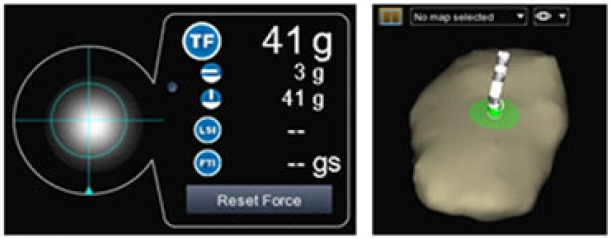 TF 41 g
3 g
41 g
LSI --
FTI -- gs
Reset Force
No map selected